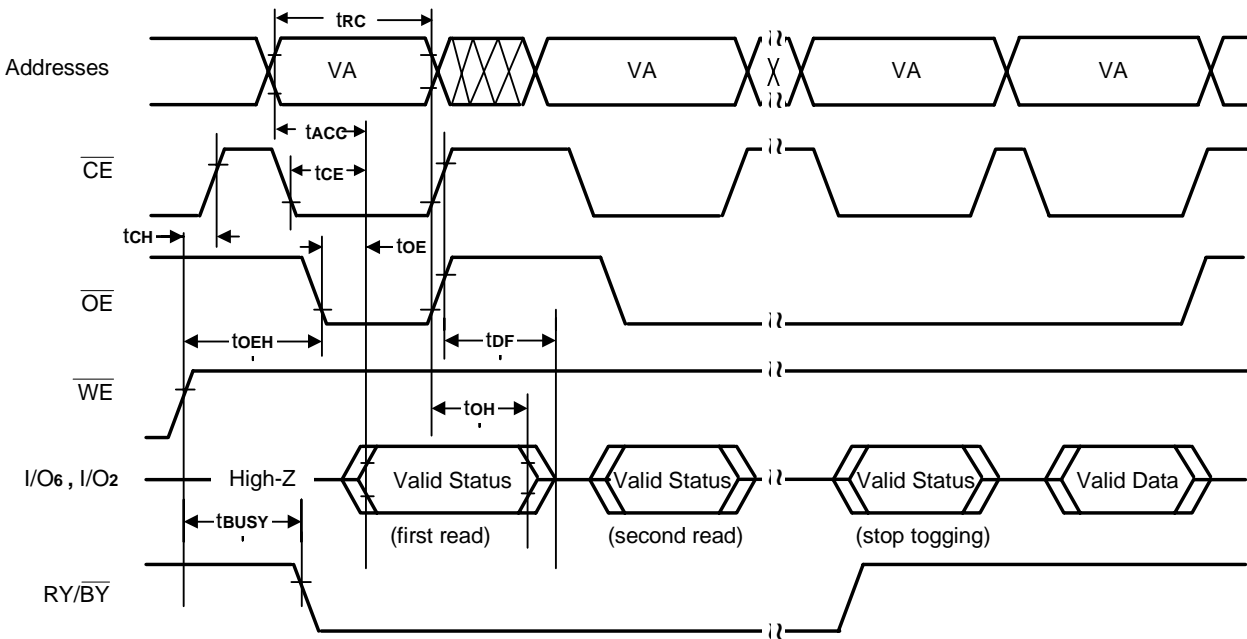 tRC
Addresses VA VA VA VA
tACC
CE tCE
tCH tOE
OE
tOEH tDF
WE
tOH
I/O6 , I/O2 High-Z Valid Status Valid Status Valid Status Valid Data
tBUSY (first read) (second read) (stop togging)
RY/BY